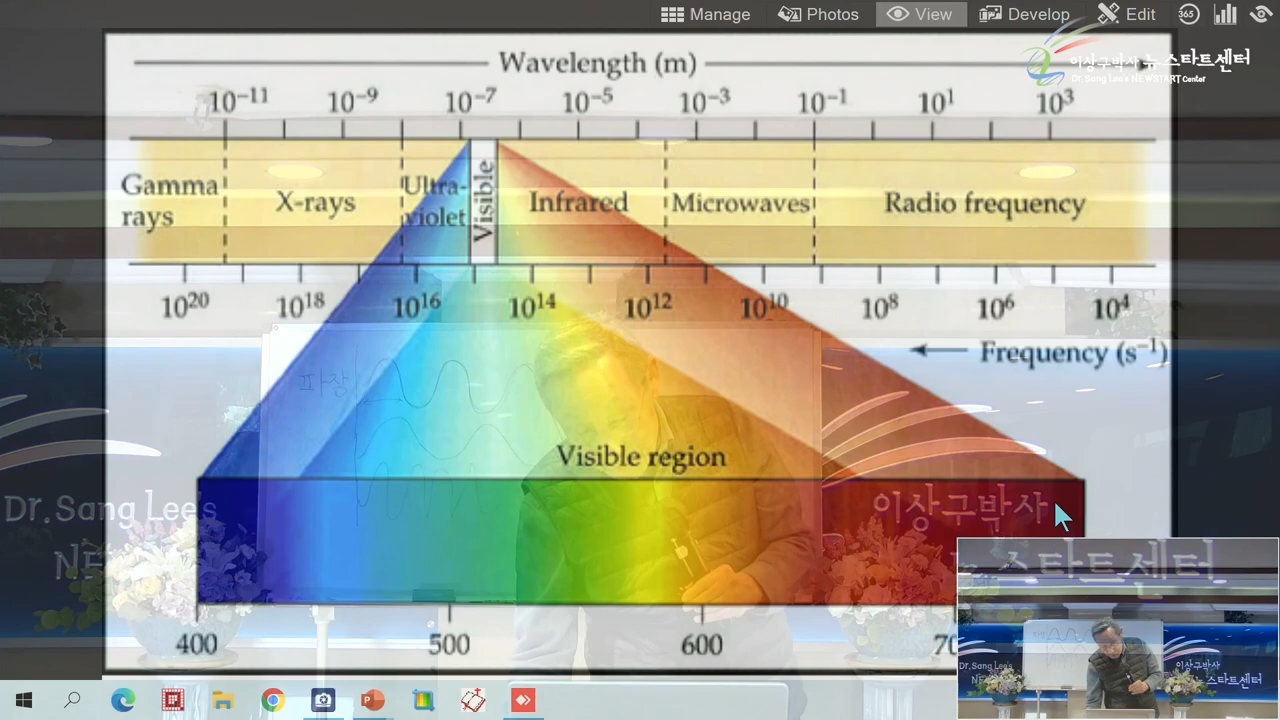 Manage Photos View Develop Edit 365
이상구박사 뉴스타트센터
Dr.Sang Lee's NEWSTART Center
Wavelength (m)
10⁻¹¹ 10⁻⁹ 10⁻⁷ 10⁻⁵ 10⁻³ 10⁻¹ 10¹ 10³
Gamma rays
X-rays
Ultra-violet
Visible
Infrared
Microwaves
Radio frequency
10²⁰ 10¹⁸ 10¹⁶ 10¹⁴ 10¹² 10¹⁰ 10⁸ 10⁶ 10⁴
Frequency (s⁻¹)
파장
Visible region
Dr.Sang Lee's
이상구박사
스타트센터
400 500 600
Dr.Sang Lee's
이상구박사
뉴스타트센터